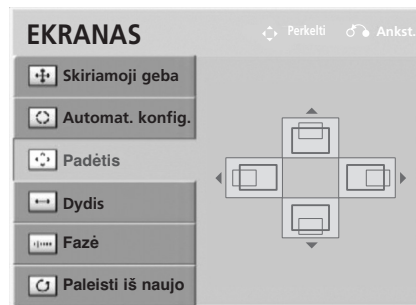 EKRANAS
Perkelti
Ankst.
Skiriamoji geba
Automat. konfig.
Padėtis
Dydis
Fazė
Paleisti iš naujo